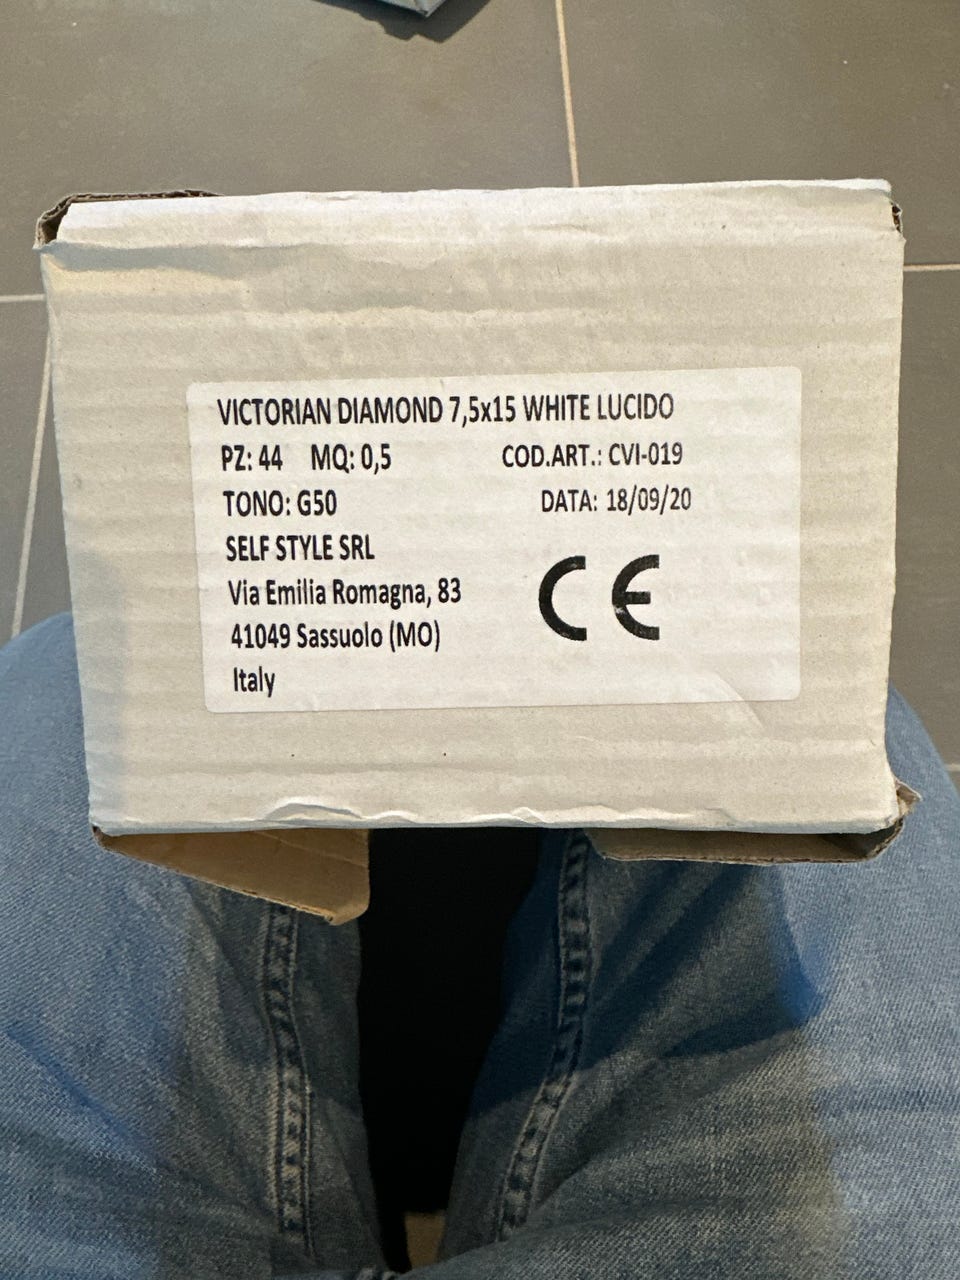 VICTORIAN DIAMOND 7,5x15 WHITE LUCIDO
PZ: 44 MQ: 0,5 COD.ART.: CVI-019
TONO: G50 DATA: 18/09/20
SELF STYLE SRL
Via Emilia Romagna, 83
41049 Sassuolo (MO)
Italy
CE